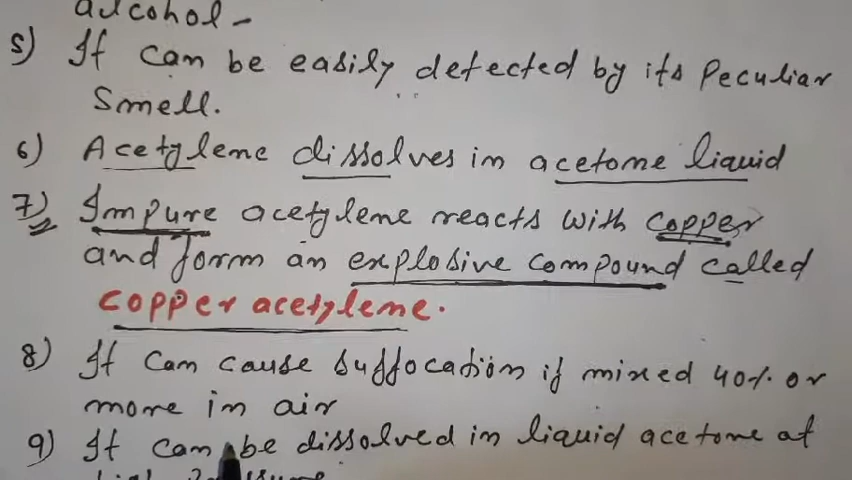 alcohol -
5) It can be easily detected by its Peculiar
Smell.
6) Acetylene dissolves in acetone liquid
7) Impure acetylene reacts with copper
and form an explosive compound called
copper acetylene.
8) It can cause suffocation if mixed 40% or
more in air
9) It can be dissolved in liquid acetone at